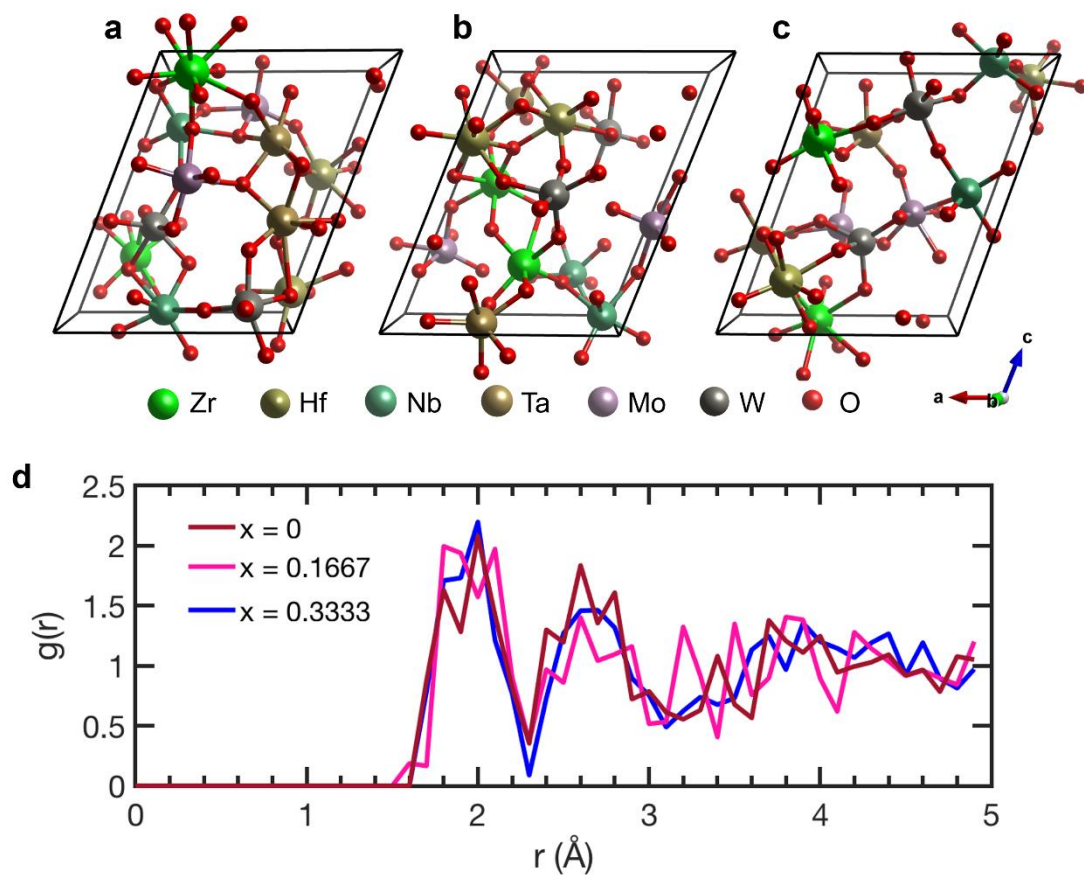 a b c
Zr Hf Nb Ta Mo W O
c
a b
d
2.5
2
1.5
1
0.5
0
g(r)
x = 0
x = 0.1667
x = 0.3333
0 1 2 3 4 5
r (Å)